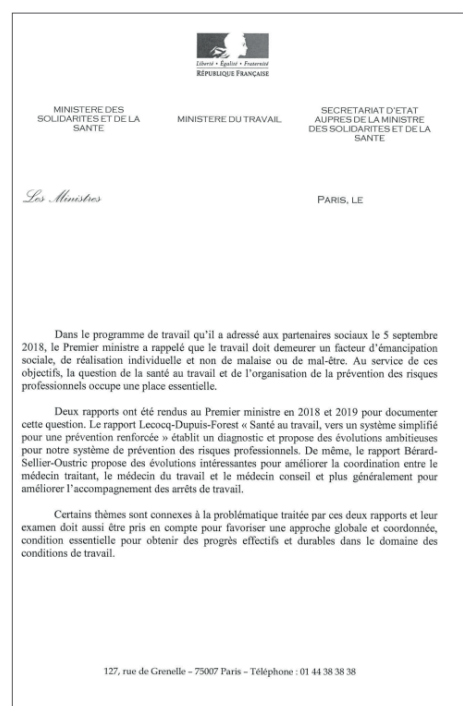 Liberté • Égalité • Fraternité
RÉPUBLIQUE FRANÇAISE
MINISTERE DES
SOLIDARITES ET DE LA
SANTE
MINISTERE DU TRAVAIL
SECRETARIAT D'ETAT
AUPRES DE LA MINISTRE
DES SOLIDARITES ET DE LA
SANTE
Les Ministres
PARIS, LE
Dans le programme de travail qu'il a adressé aux partenaires sociaux le 5 septembre
2018, le Premier ministre a rappelé que le travail doit demeurer un facteur d'émancipation
sociale, de réalisation individuelle et non de malaise ou de mal-être. Au service de ces
objectifs, la question de la santé au travail et de l'organisation de la prévention des risques
professionnels occupe une place essentielle.
Deux rapports ont été rendus au Premier ministre en 2018 et 2019 pour documenter
cette question. Le rapport Lecocq-Dupuis-Forest « Santé au travail, vers un système simplifié
pour une prévention renforcée » établit un diagnostic et propose des évolutions ambitieuses
pour notre système de prévention des risques professionnels. De même, le rapport Bérard-
Sellier-Oustric propose des évolutions intéressantes pour améliorer la coordination entre le
médecin traitant, le médecin du travail et le médecin conseil et plus généralement pour
améliorer l'accompagnement des arrêts de travail.
Certains thèmes sont connexes à la problématique traitée par ces deux rapports et leur
examen doit aussi être pris en compte pour favoriser une approche globale et coordonnée,
condition essentielle pour obtenir des progrès effectifs et durables dans le domaine des
conditions de travail.
127, rue de Grenelle – 75007 Paris – Téléphone : 01 44 38 38 38